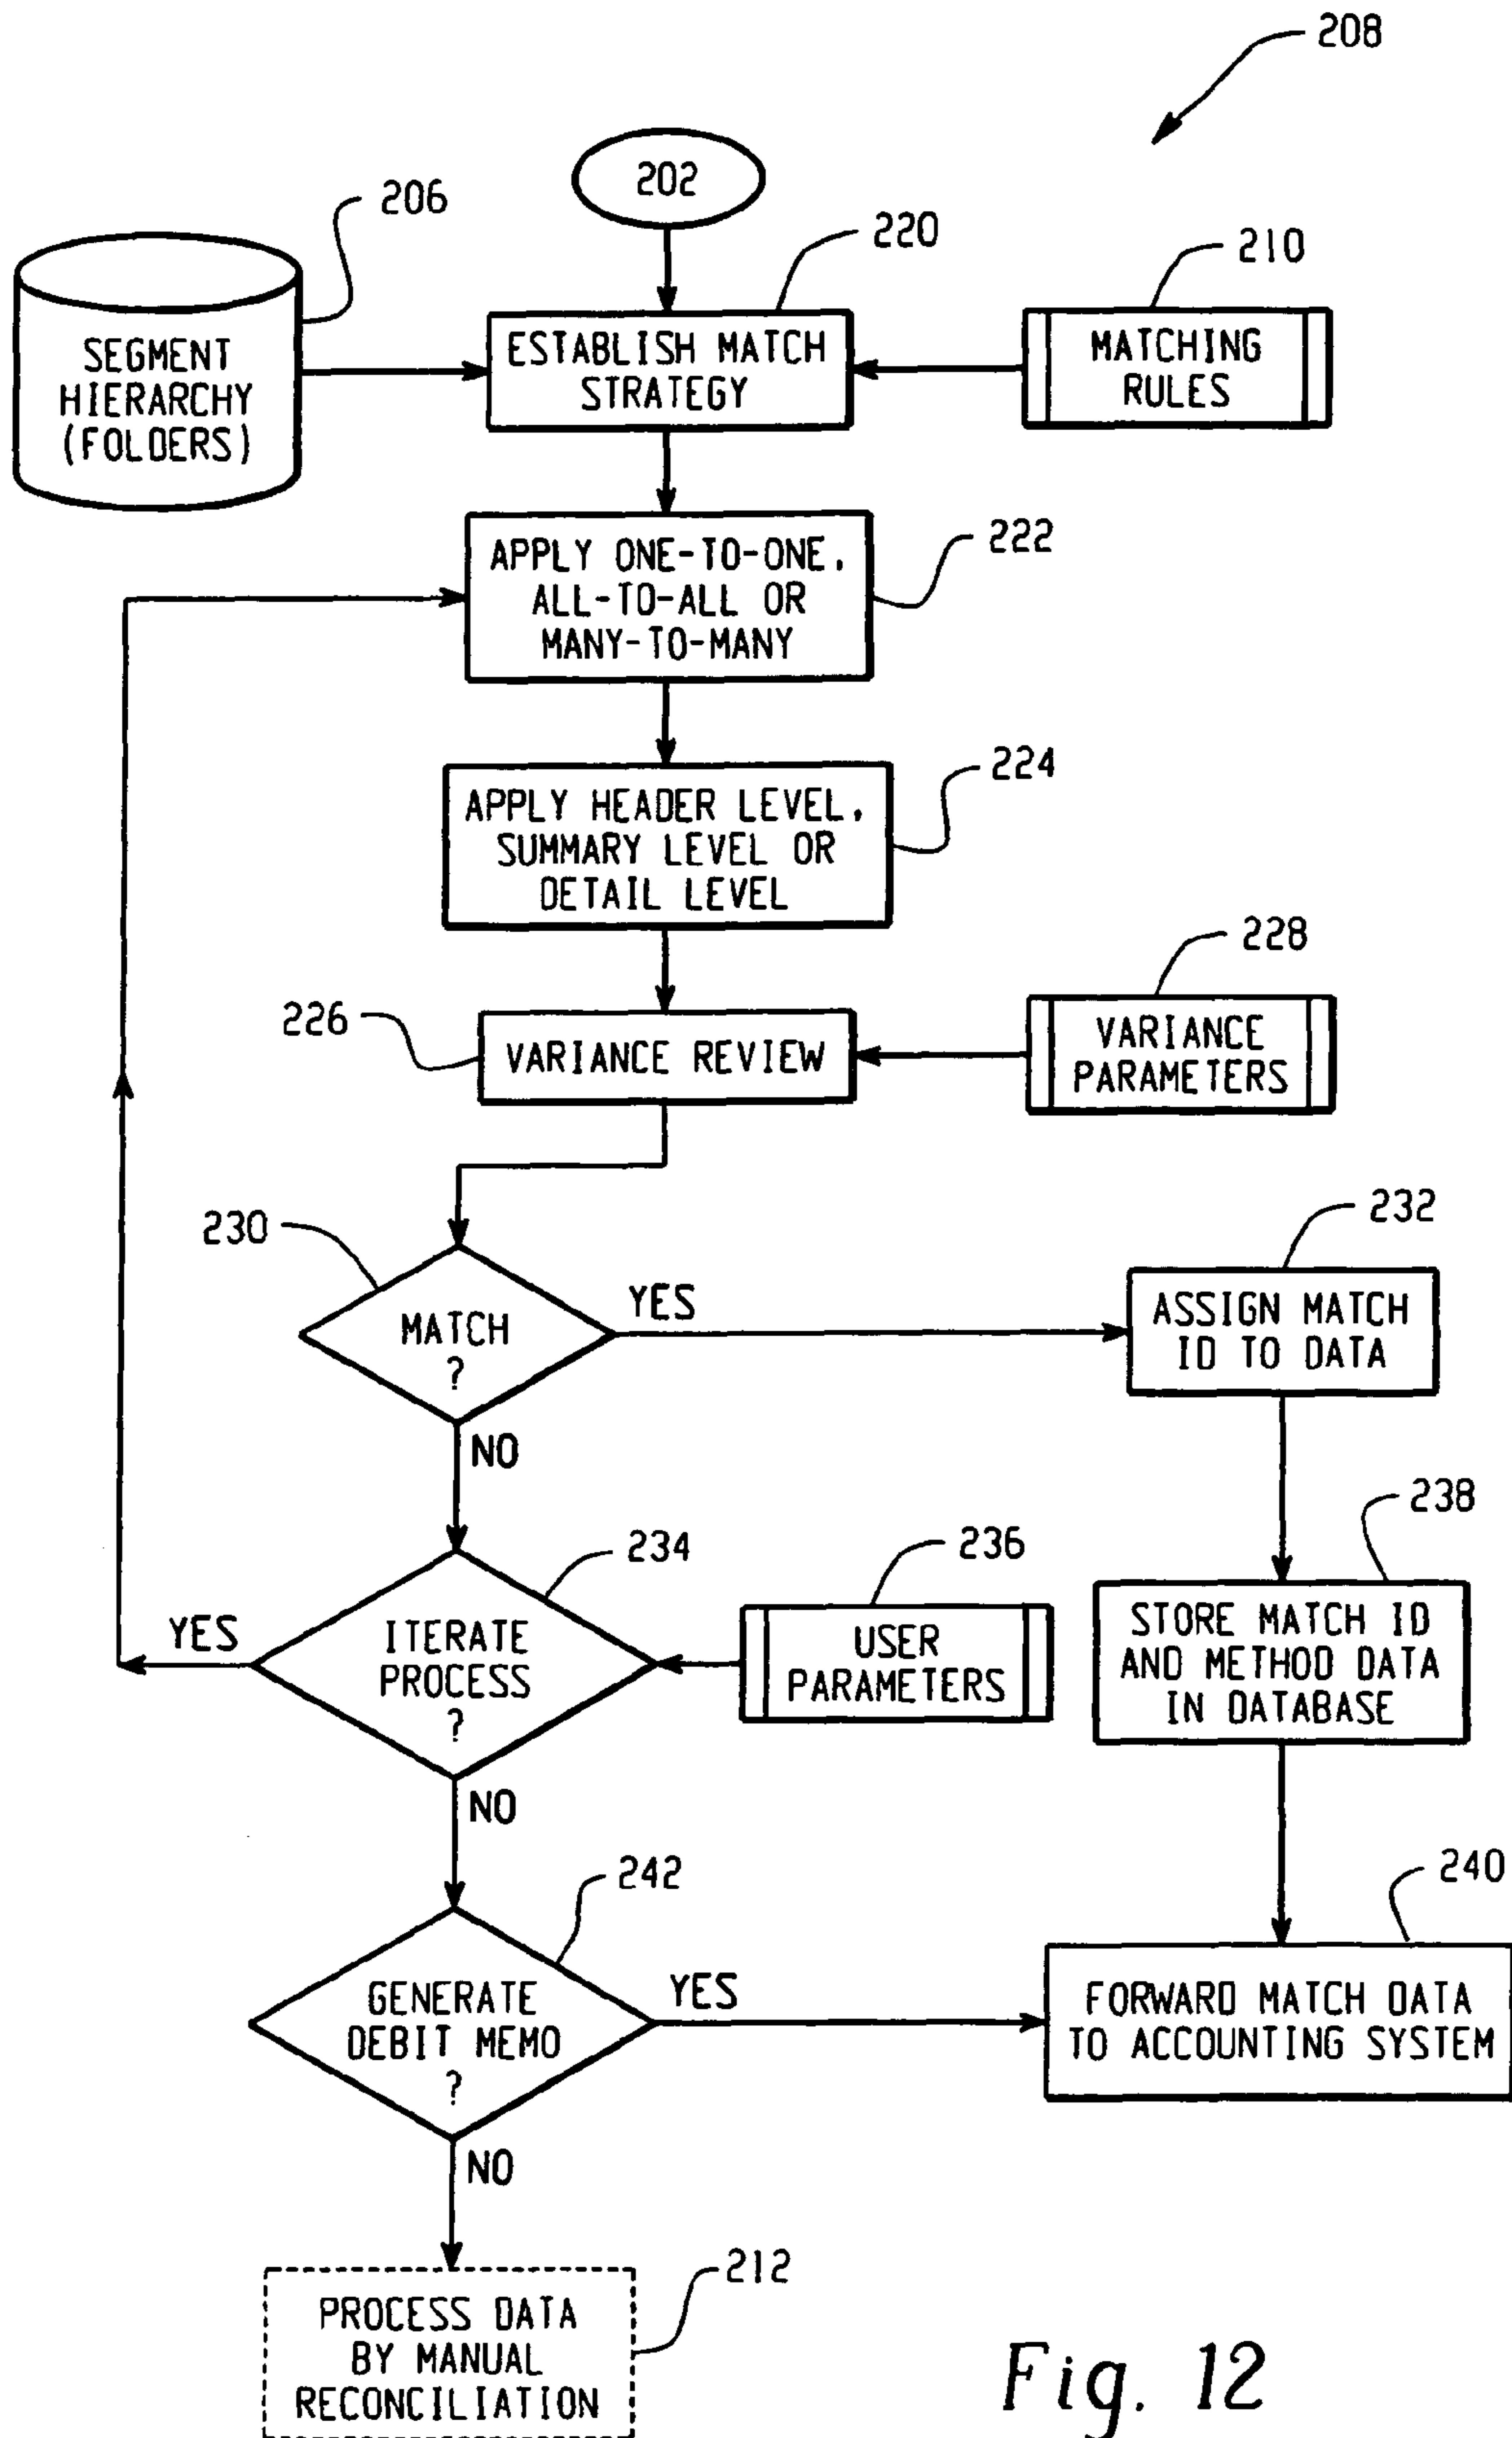 208
202
206
220
210
SEGMENT
HIERARCHY
(FOLDERS)
ESTABLISH MATCH
STRATEGY
MATCHING
RULES
222
APPLY ONE-TO-ONE,
ALL-TO-ALL OR
MANY-TO-MANY
224
APPLY HEADER LEVEL,
SUMMARY LEVEL OR
DETAIL LEVEL
228
226
VARIANCE REVIEW
VARIANCE
PARAMETERS
230
232
MATCH
?
YES
ASSIGN MATCH
ID TO DATA
NO
238
234
236
YES
ITERATE
PROCESS
?
USER
PARAMETERS
STORE MATCH ID
AND METHOD DATA
IN DATABASE
NO
242
240
GENERATE
DEBIT MEMO
?
YES
FORWARD MATCH DATA
TO ACCOUNTING SYSTEM
NO
212
PROCESS DATA
BY MANUAL
RECONCILIATION
Fig. 12